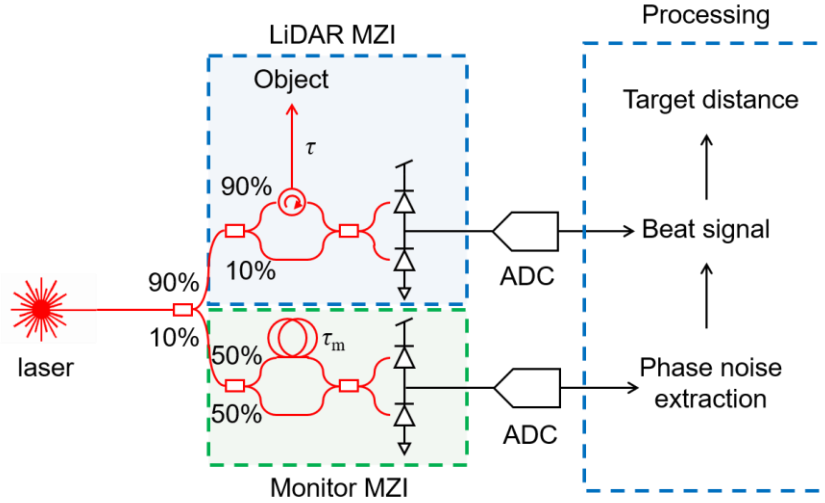 Processing
LiDAR MZI
Object
Target distance
τ
90%
10%
Beat signal
ADC
90%
10%
laser
50%
τm
50%
Phase noise
extraction
ADC
Monitor MZI